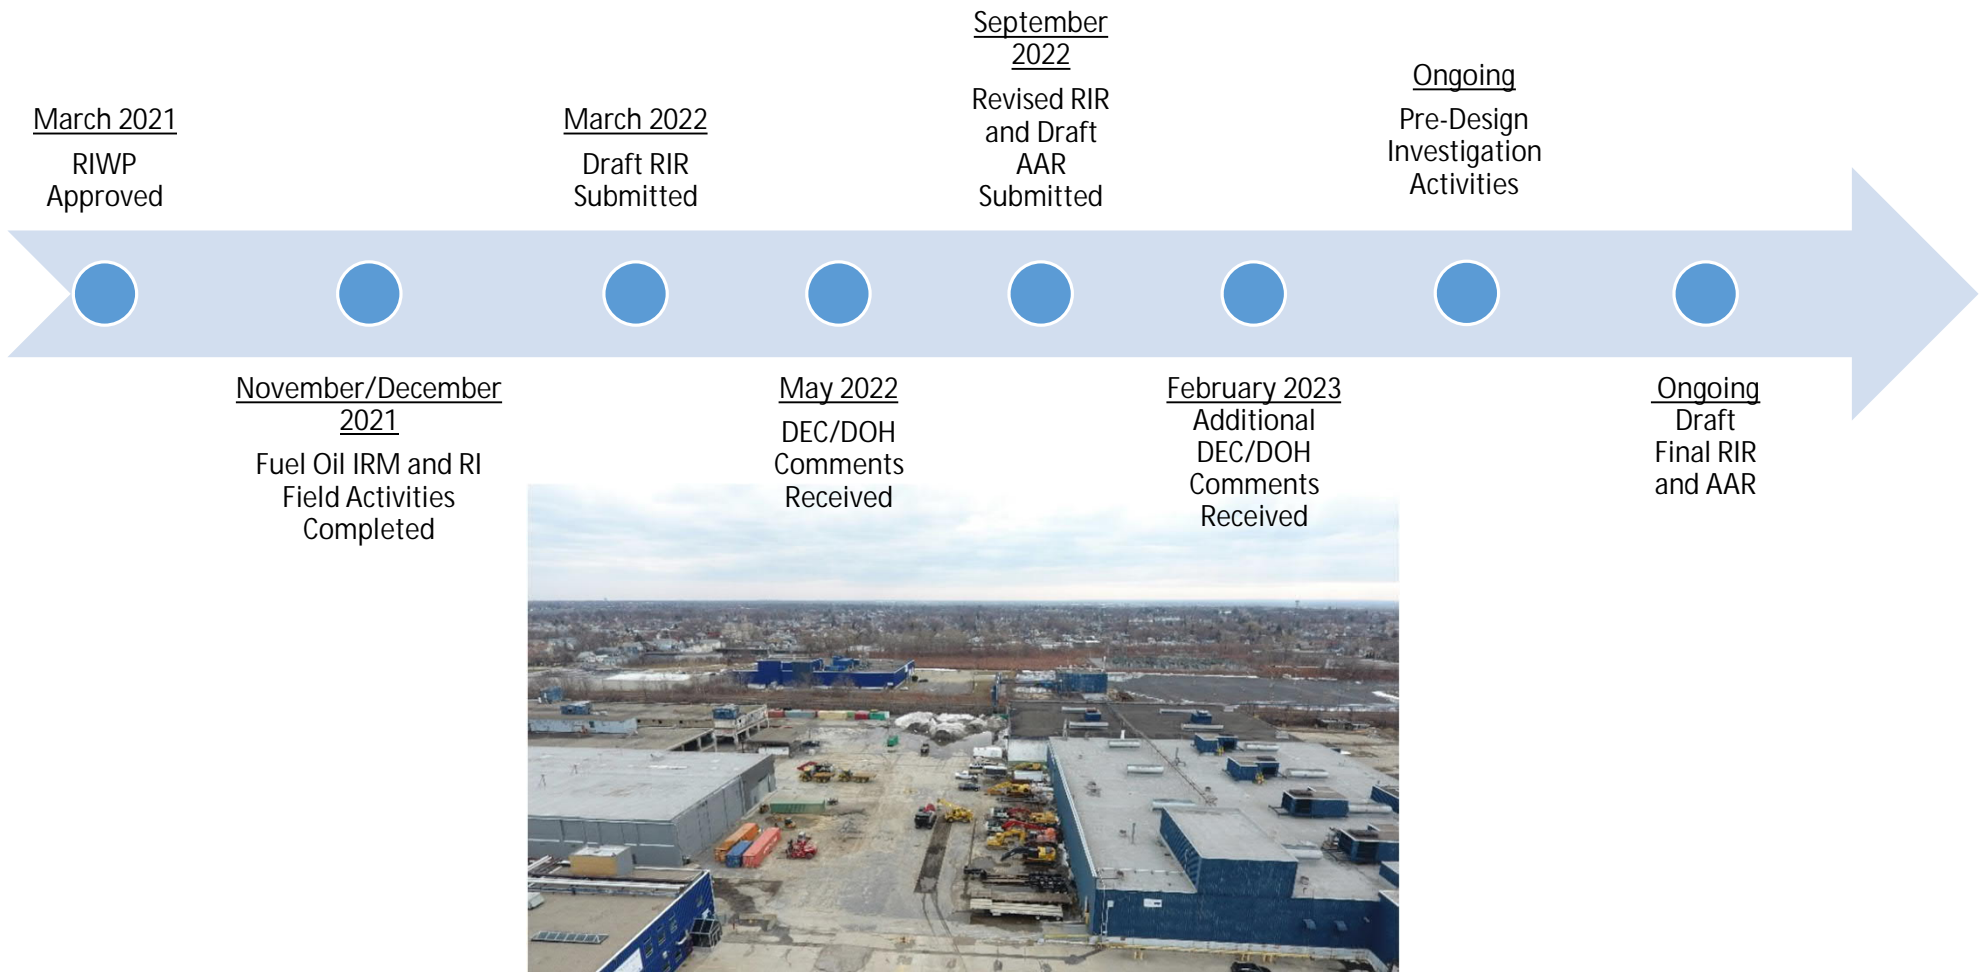 March 2021
RIWP
Approved
November/December
2021
Fuel Oil IRM and RI
Field Activities
Completed
March 2022
Draft RIR
Submitted
May 2022
DEC/DOH
Comments
Received
September
2022
Revised RIR
and Draft
AAR
Submitted
February 2023
Additional
DEC/DOH
Comments
Received
Ongoing
Pre-Design
Investigation
Activities
Ongoing
Draft
Final RIR
and AAR